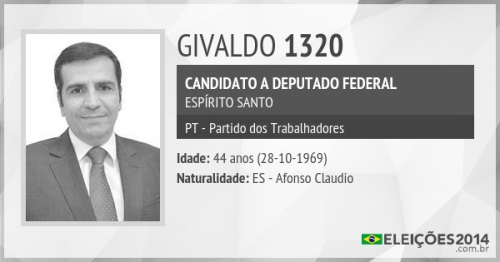 GIVALDO 1320
CANDIDATO A DEPUTADO FEDERAL
ESPÍRITO SANTO
PT - Partido dos Trabalhadores
Idade: 44 anos (28-10-1969)
Naturalidade: ES - Afonso Claudio
ELEIÇÕES2014
.com.br